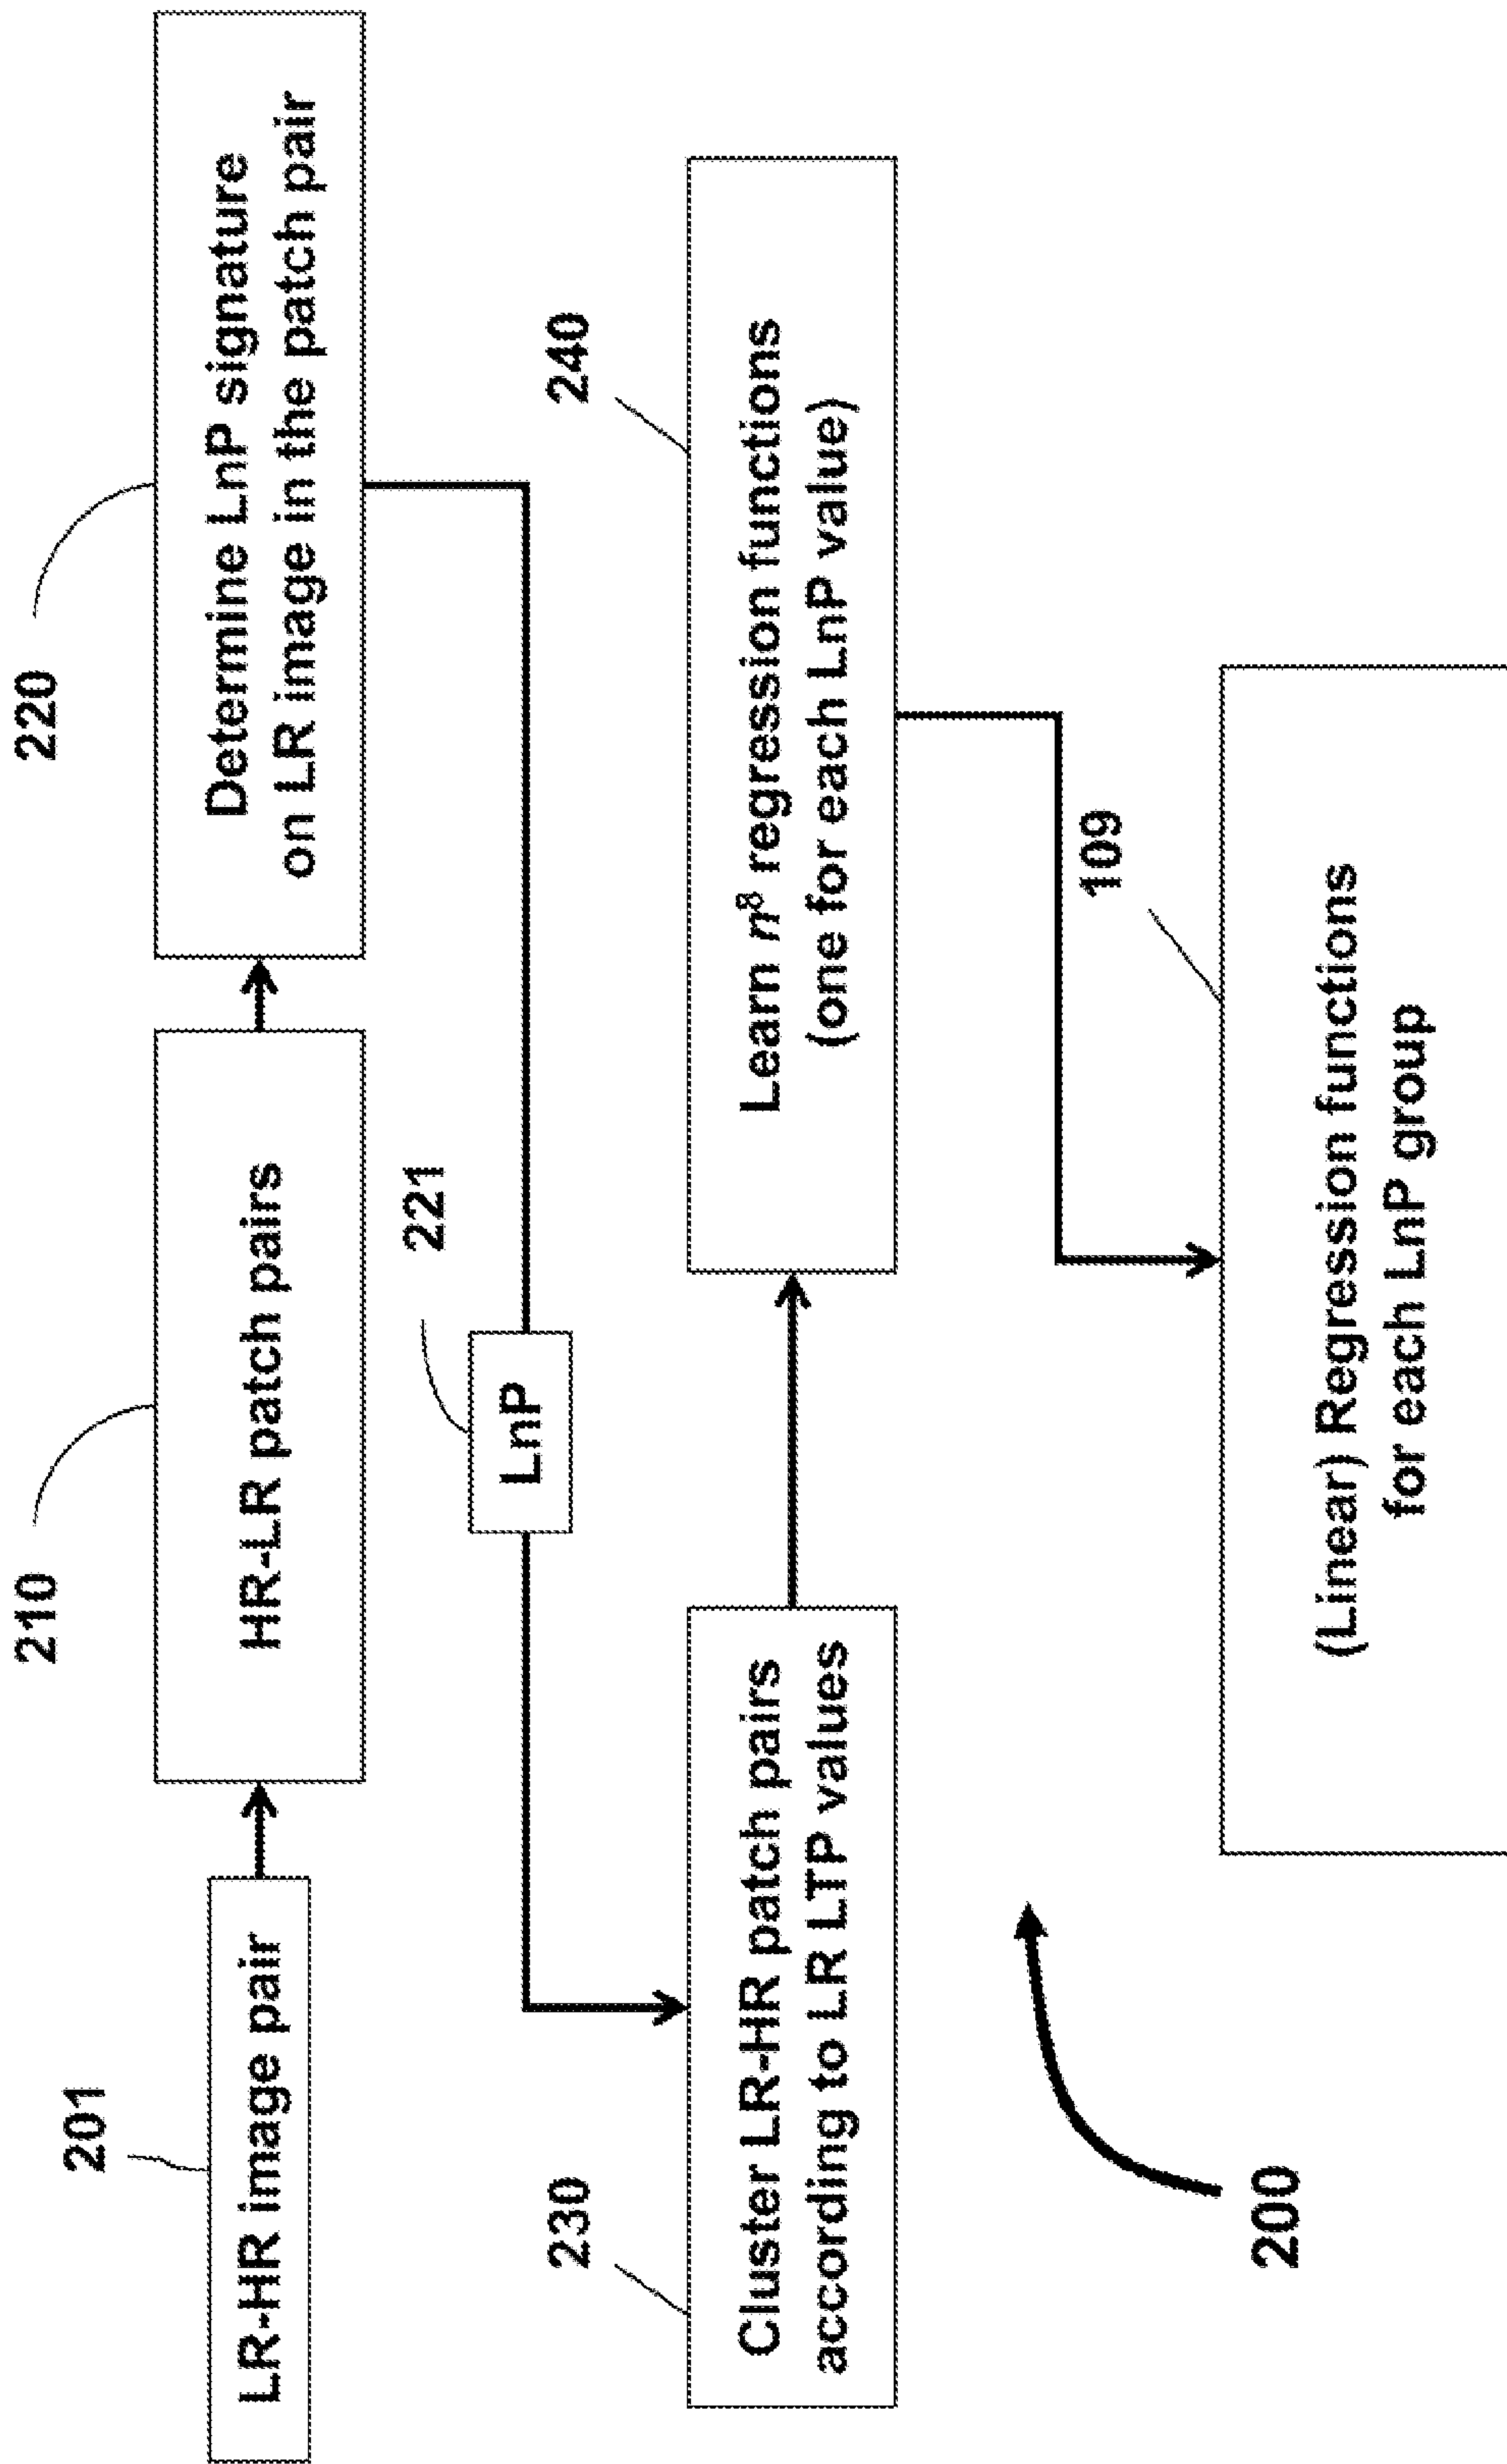 201
LR-HR image pair
210
HR-LR patch pairs
220
Determine LnP signature
on LR image in the patch pair
221
LnP
230
Cluster LR-HR patch pairs
according to LR LTP values
240
Learn n⁸ regression functions
(one for each LnP value)
109
(Linear) Regression functions
for each LnP group
200